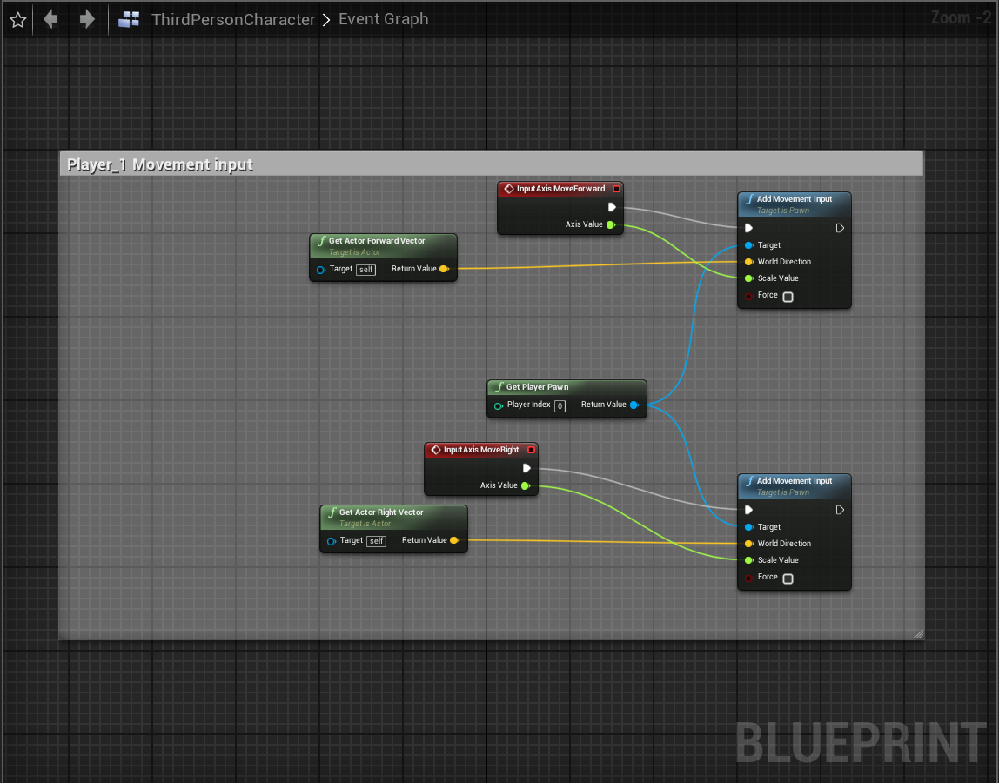 ThirdPersonCharacter > Event Graph
Zoom -2
Player_1 Movement input
InputAxis MoveForward
Axis Value
Add Movement Input
Target is Pawn
Target
World Direction
Scale Value
Force
Get Actor Forward Vector
Target is Actor
Target self Return Value
Get Player Pawn
Player Index 0 Return Value
InputAxis MoveRight
Axis Value
Add Movement Input
Target is Pawn
Target
World Direction
Scale Value
Force
Get Actor Right Vector
Target is Actor
Target self Return Value
BLUEPRINT